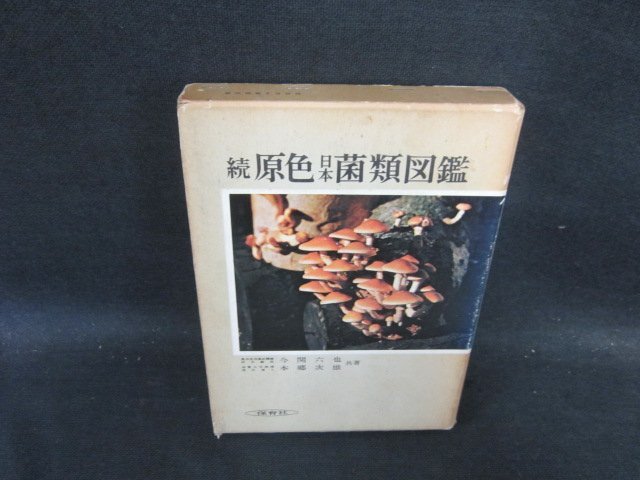 続 原色日本菌類図鑑
今関六也
本郷次雄
共著
保育社